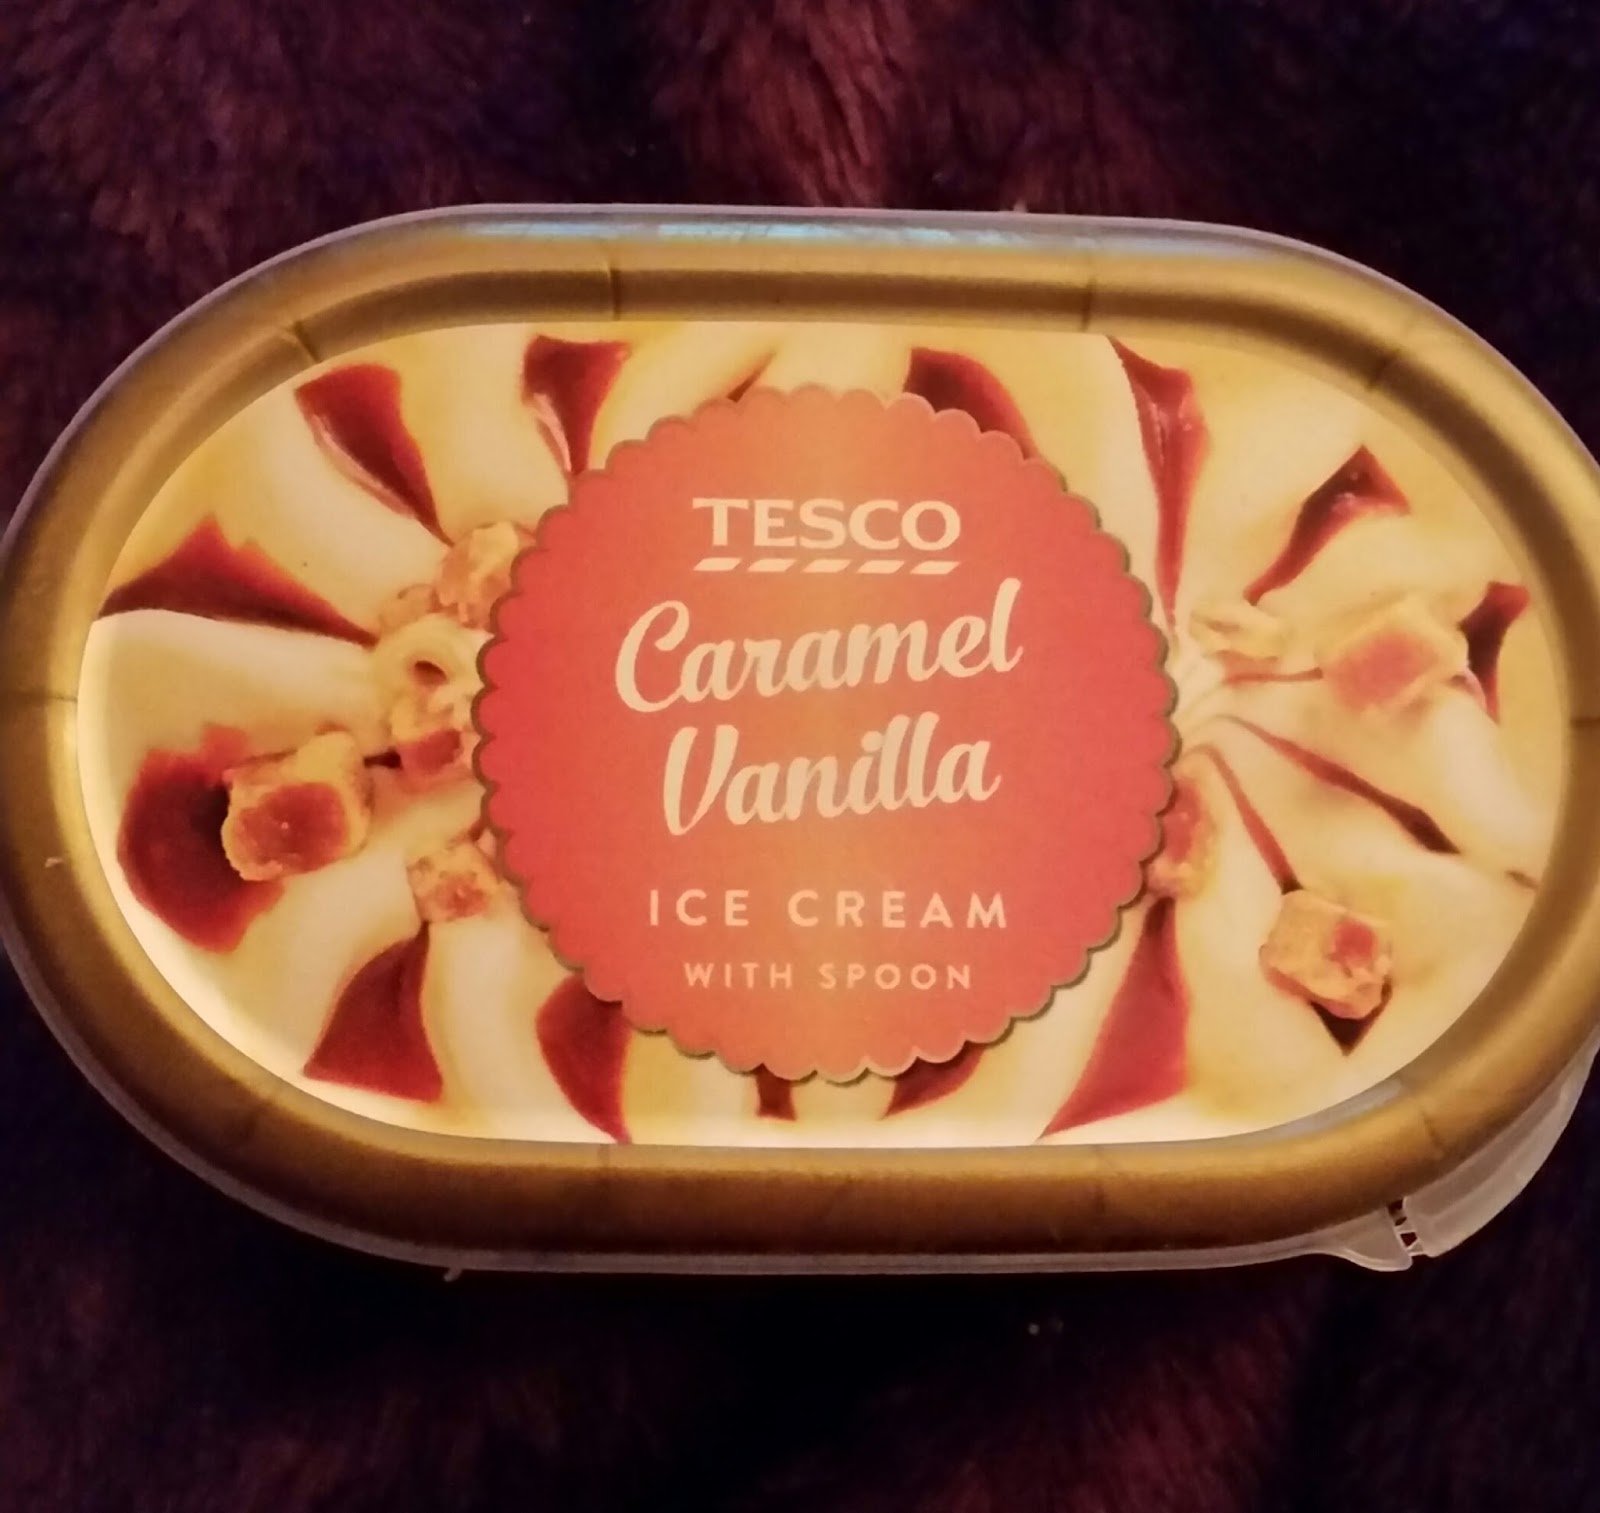 TESCO
Caramel
Vanilla
ICE CREAM
WITH SPOON